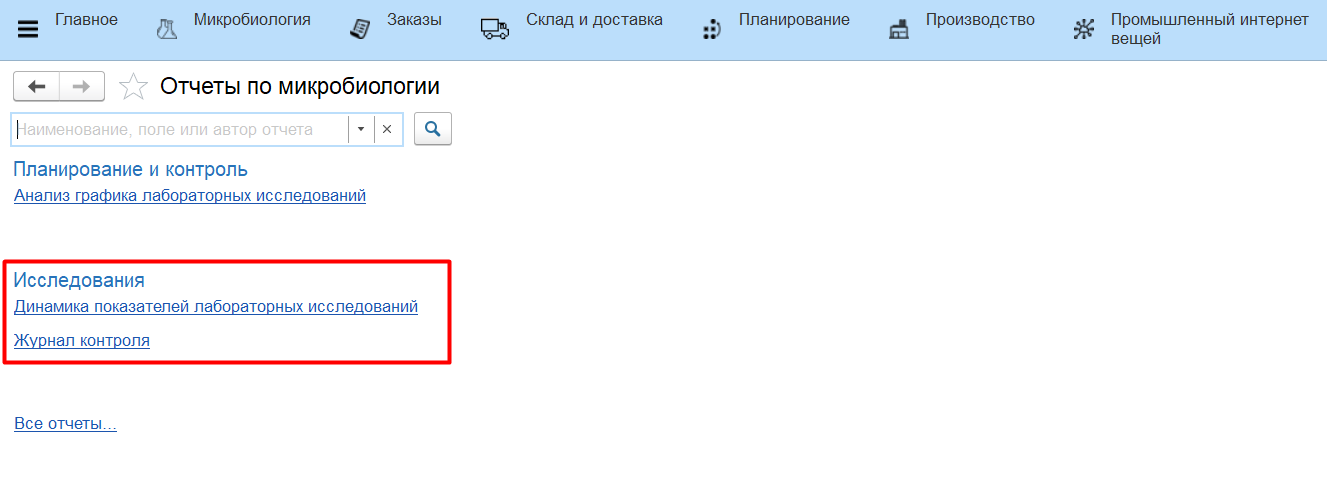 Главное
Микробиология
Заказы
Склад и доставка
Планирование
Производство
Промышленный интернет
вещей
Отчеты по микробиологии
Наименование, поле или автор отчета
Планирование и контроль
Анализ графика лабораторных исследований
Исследования
Динамика показателей лабораторных исследований
Журнал контроля
Все отчеты...